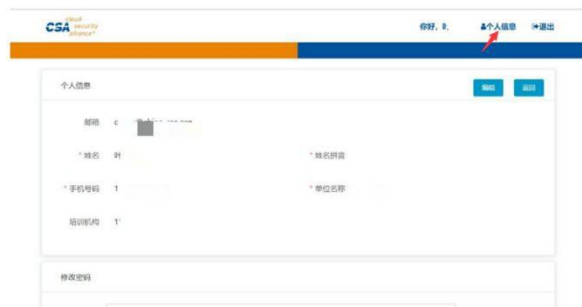 cloud
CSA security
alliance®
你好，
个人信息
退出
个人信息
编辑
返回
邮箱 c
* 姓名 叶
* 姓名拼音
* 手机号码 1
* 单位名称
培训机构 1
修改密码